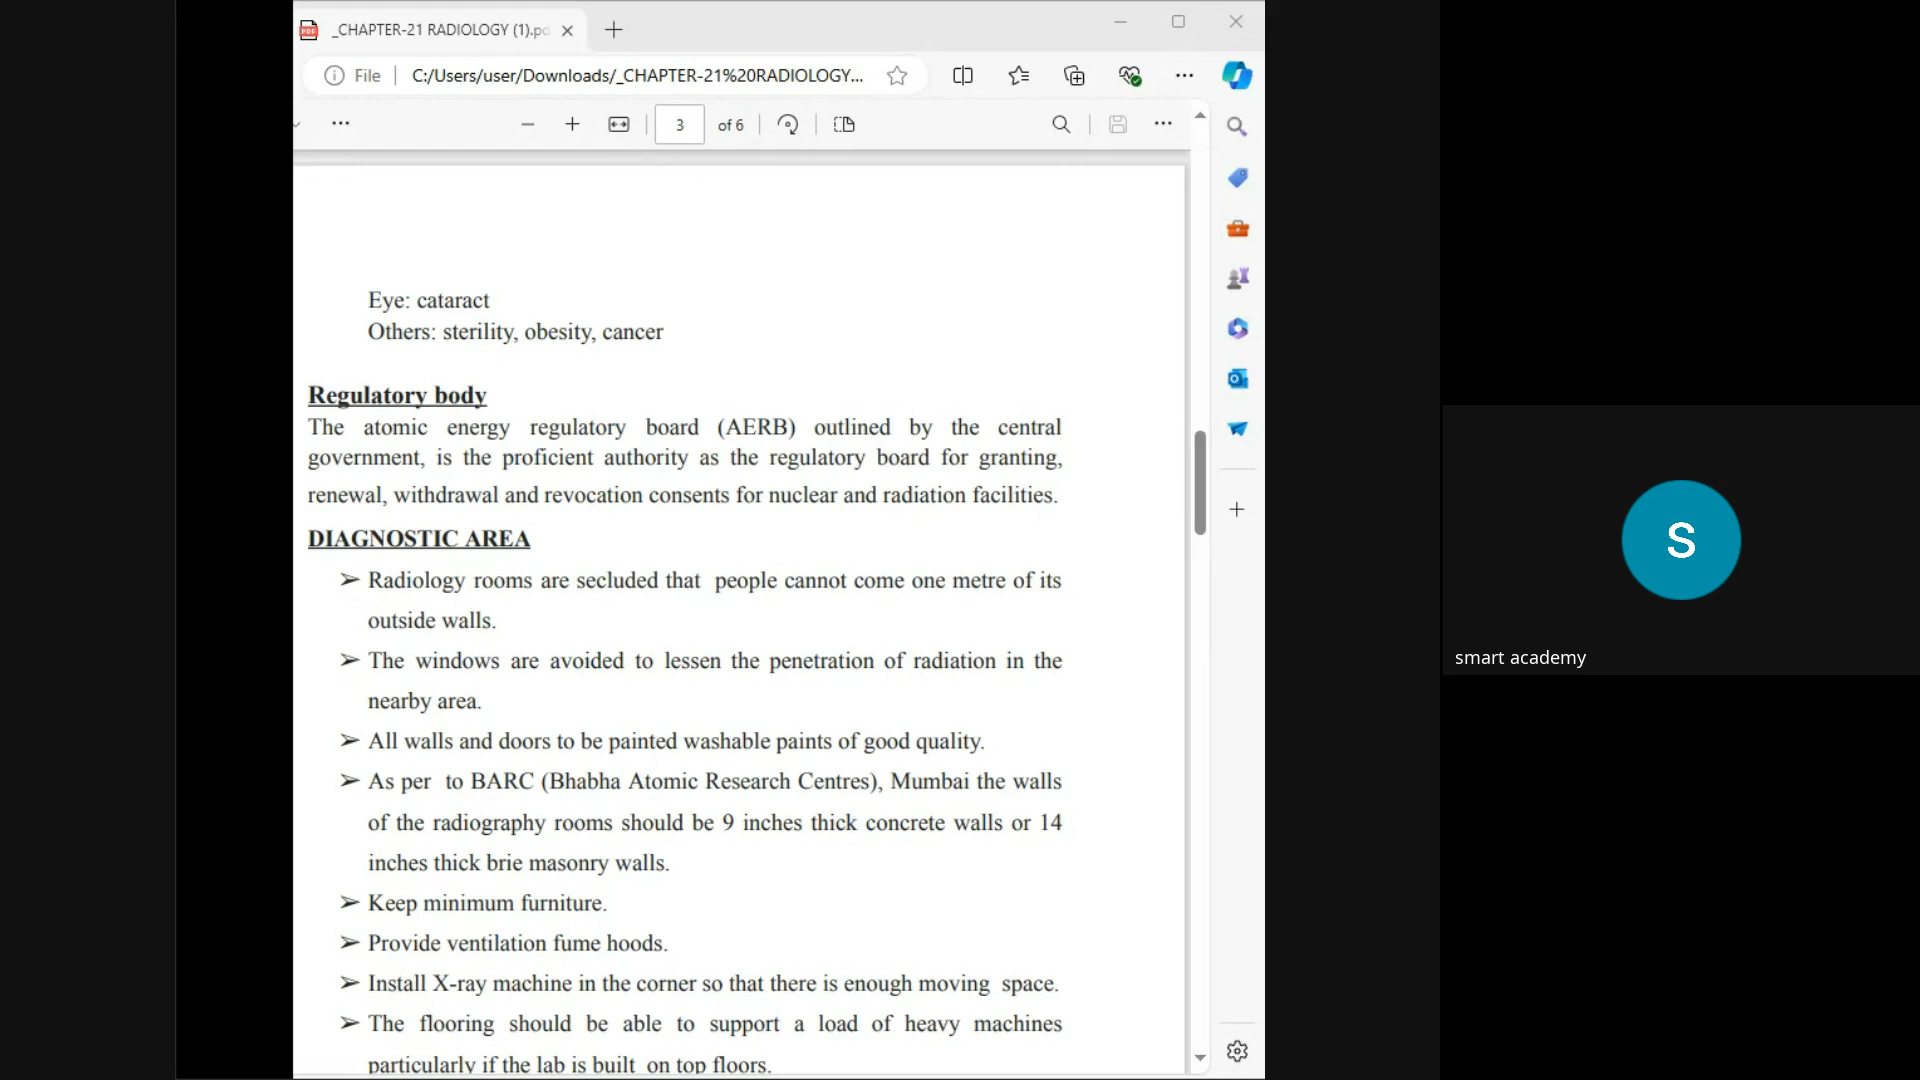 _CHAPTER-21 RADIOLOGY (1).pd
File
C:/Users/user/Downloads/_CHAPTER-21%20RADIOLOGY...
3 of 6
Eye: cataract
Others: sterility, obesity, cancer
Regulatory body
The atomic energy regulatory board (AERB) outlined by the central
government, is the proficient authority as the regulatory board for granting,
renewal, withdrawal and revocation consents for nuclear and radiation facilities.
DIAGNOSTIC AREA
➢ Radiology rooms are secluded that people cannot come one metre of its
outside walls.
➢ The windows are avoided to lessen the penetration of radiation in the
nearby area.
➢ All walls and doors to be painted washable paints of good quality.
➢ As per to BARC (Bhabha Atomic Research Centres), Mumbai the walls
of the radiography rooms should be 9 inches thick concrete walls or 14
inches thick brie masonry walls.
➢ Keep minimum furniture.
➢ Provide ventilation fume hoods.
➢ Install X-ray machine in the corner so that there is enough moving space.
➢ The flooring should be able to support a load of heavy machines
particularly if the lab is built on top floors.
S
smart academy